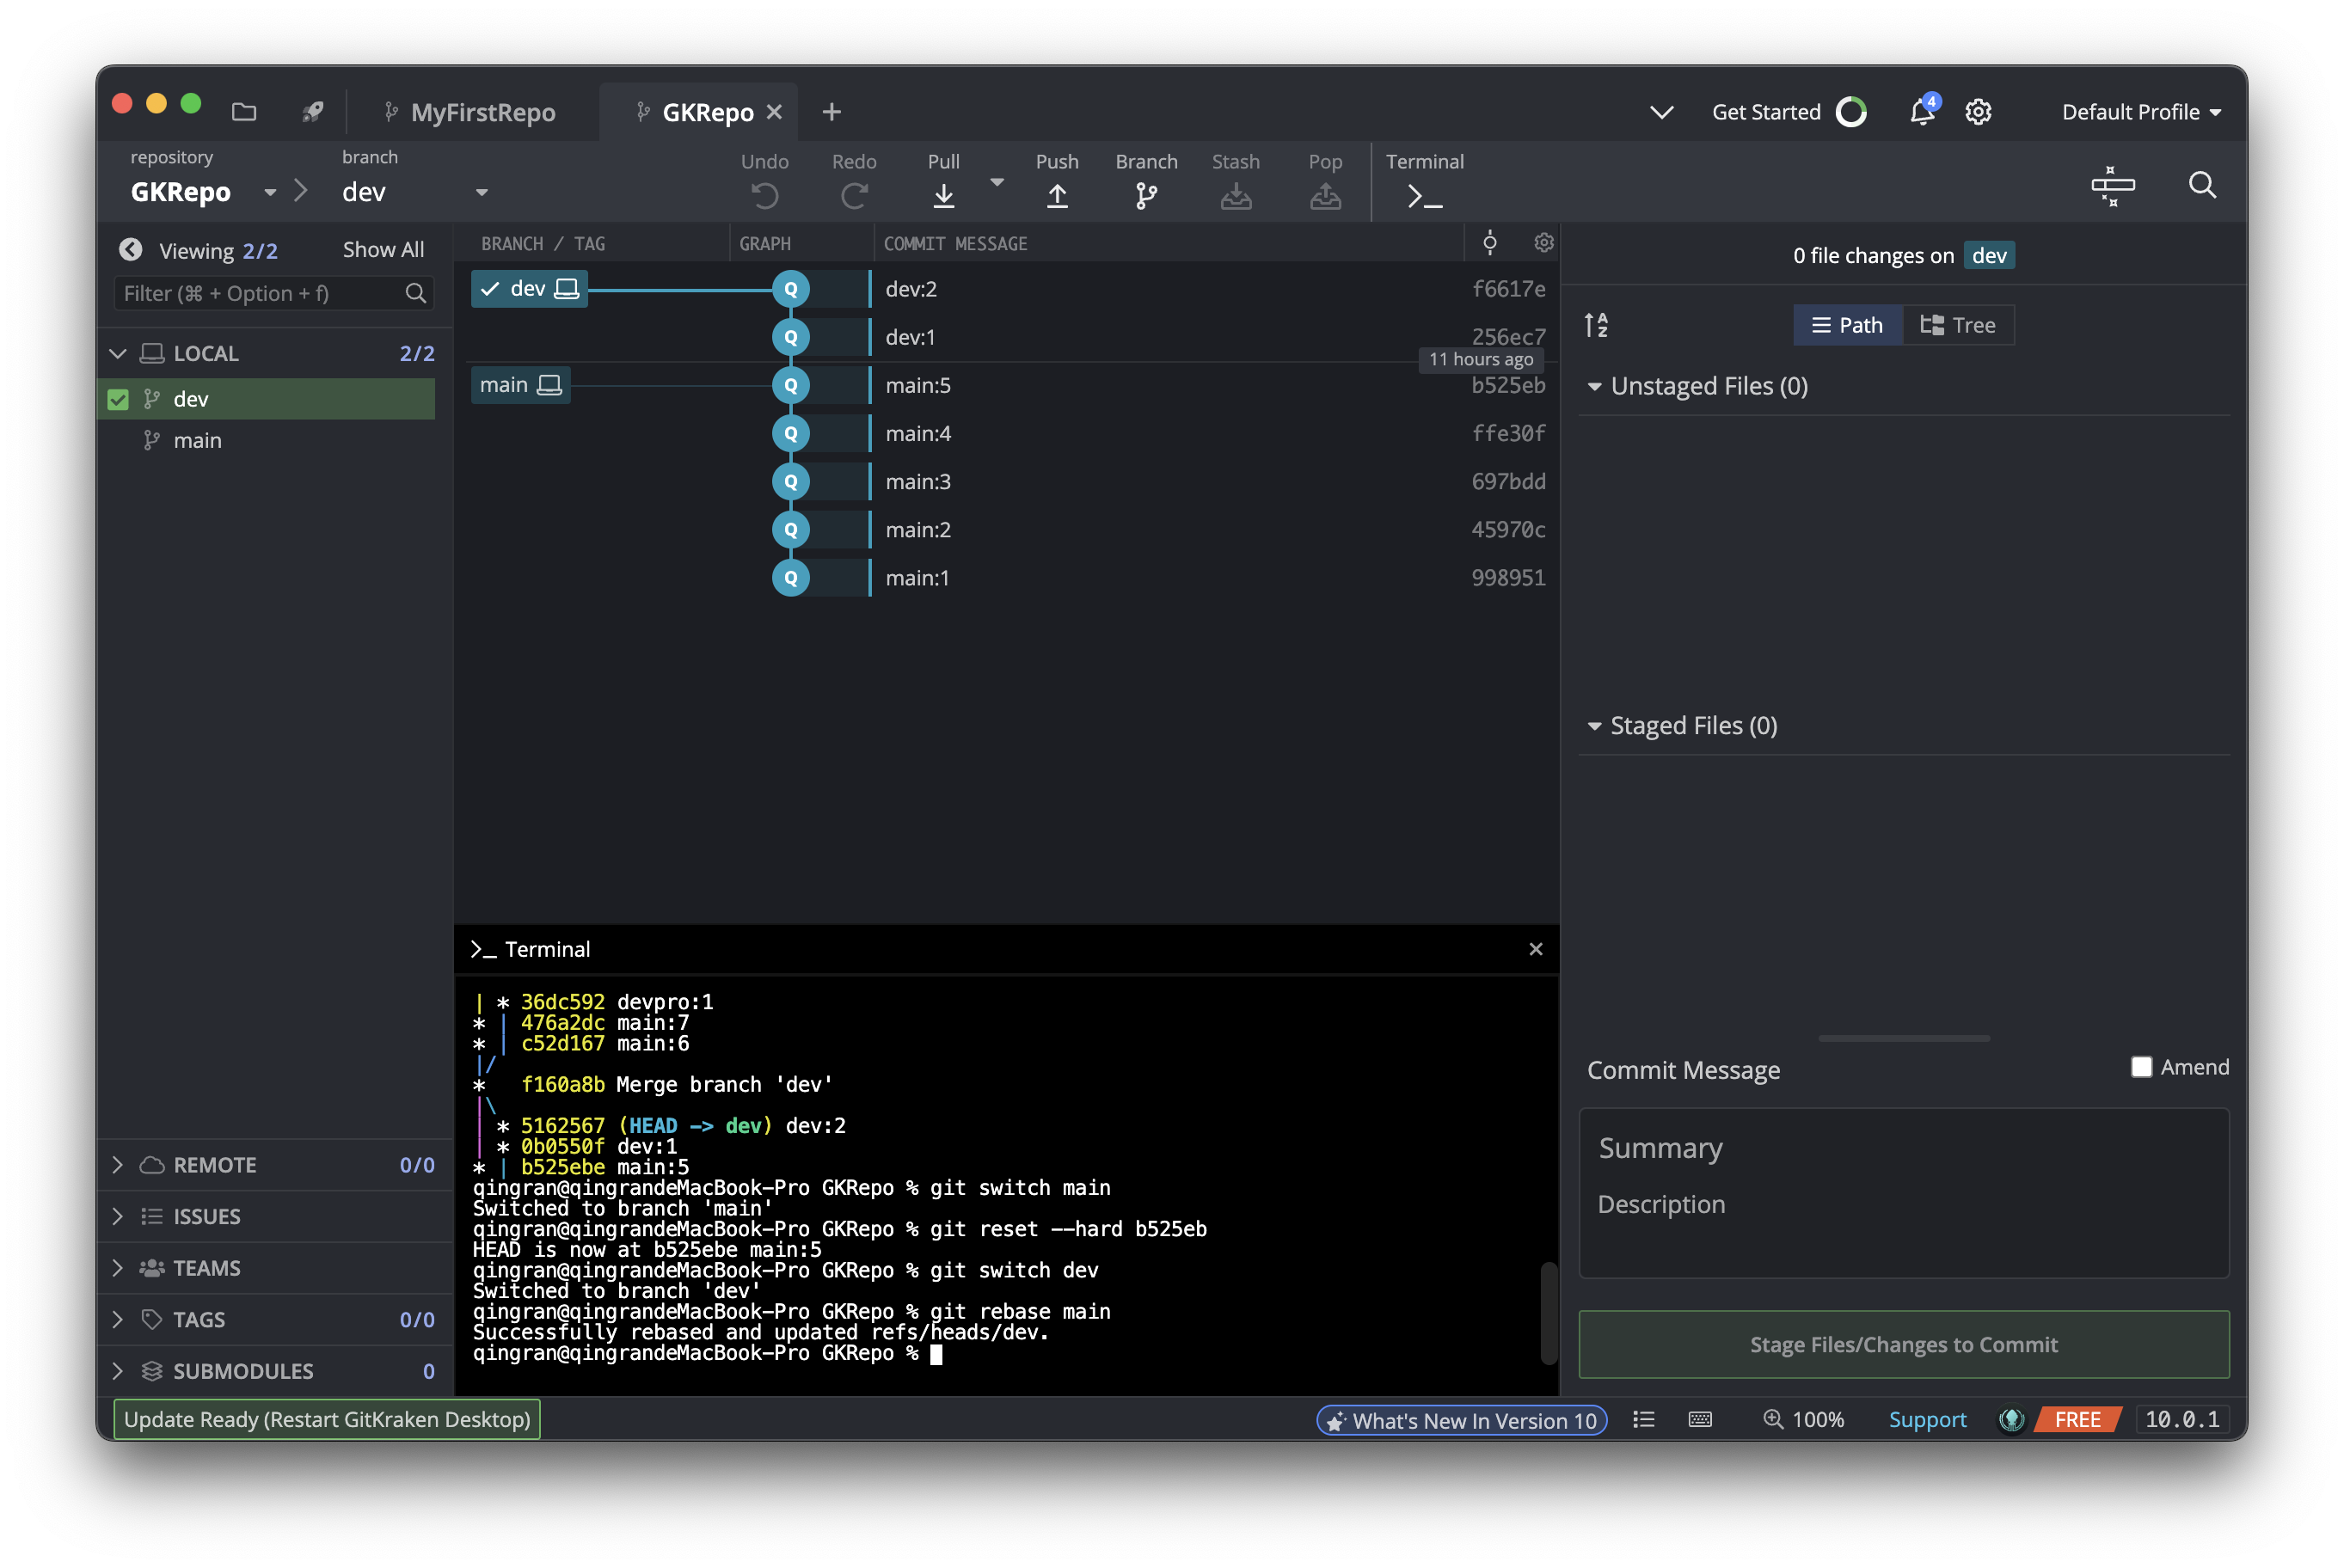 MyFirstRepo
GKRepo
Get Started
4
Default Profile
repository
GKRepo
branch
dev
Undo
Redo
Pull
Push
Branch
Stash
Pop
Terminal
Viewing 2/2
Show All
Filter (⌘ + Option + f)
LOCAL 2/2
dev
main
REMOTE 0/0
ISSUES
TEAMS
TAGS 0/0
SUBMODULES 0
BRANCH / TAG
GRAPH
COMMIT MESSAGE
dev Q dev:2 f6617e
Q dev:1 256ec7
11 hours ago
main Q main:5 b525eb
Q main:4 ffe30f
Q main:3 697bdd
Q main:2 45970c
Q main:1 998951
>_ Terminal
| * 36dc592 devpro:1
* | 476a2dc main:7
* | c52d167 main:6
|/
* f160a8b Merge branch 'dev'
|\
| * 5162567 (HEAD -> dev) dev:2
| * 0b0550f dev:1
* | b525ebe main:5
qingran@qingrandeMacBook-Pro GKRepo % git switch main
Switched to branch 'main'
qingran@qingrandeMacBook-Pro GKRepo % git reset --hard b525eb
HEAD is now at b525ebe main:5
qingran@qingrandeMacBook-Pro GKRepo % git switch dev
Switched to branch 'dev'
qingran@qingrandeMacBook-Pro GKRepo % git rebase main
Successfully rebased and updated refs/heads/dev.
qingran@qingrandeMacBook-Pro GKRepo %
0 file changes on dev
A
Z
Path
Tree
Unstaged Files (0)
Staged Files (0)
Commit Message
Amend
Summary
Description
Stage Files/Changes to Commit
Update Ready (Restart GitKraken Desktop)
What's New In Version 10
100%
Support
FREE
10.0.1